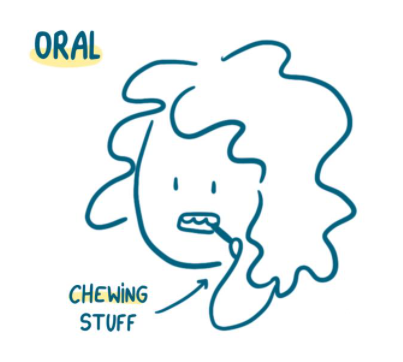 ORAL
CHEWING
STUFF